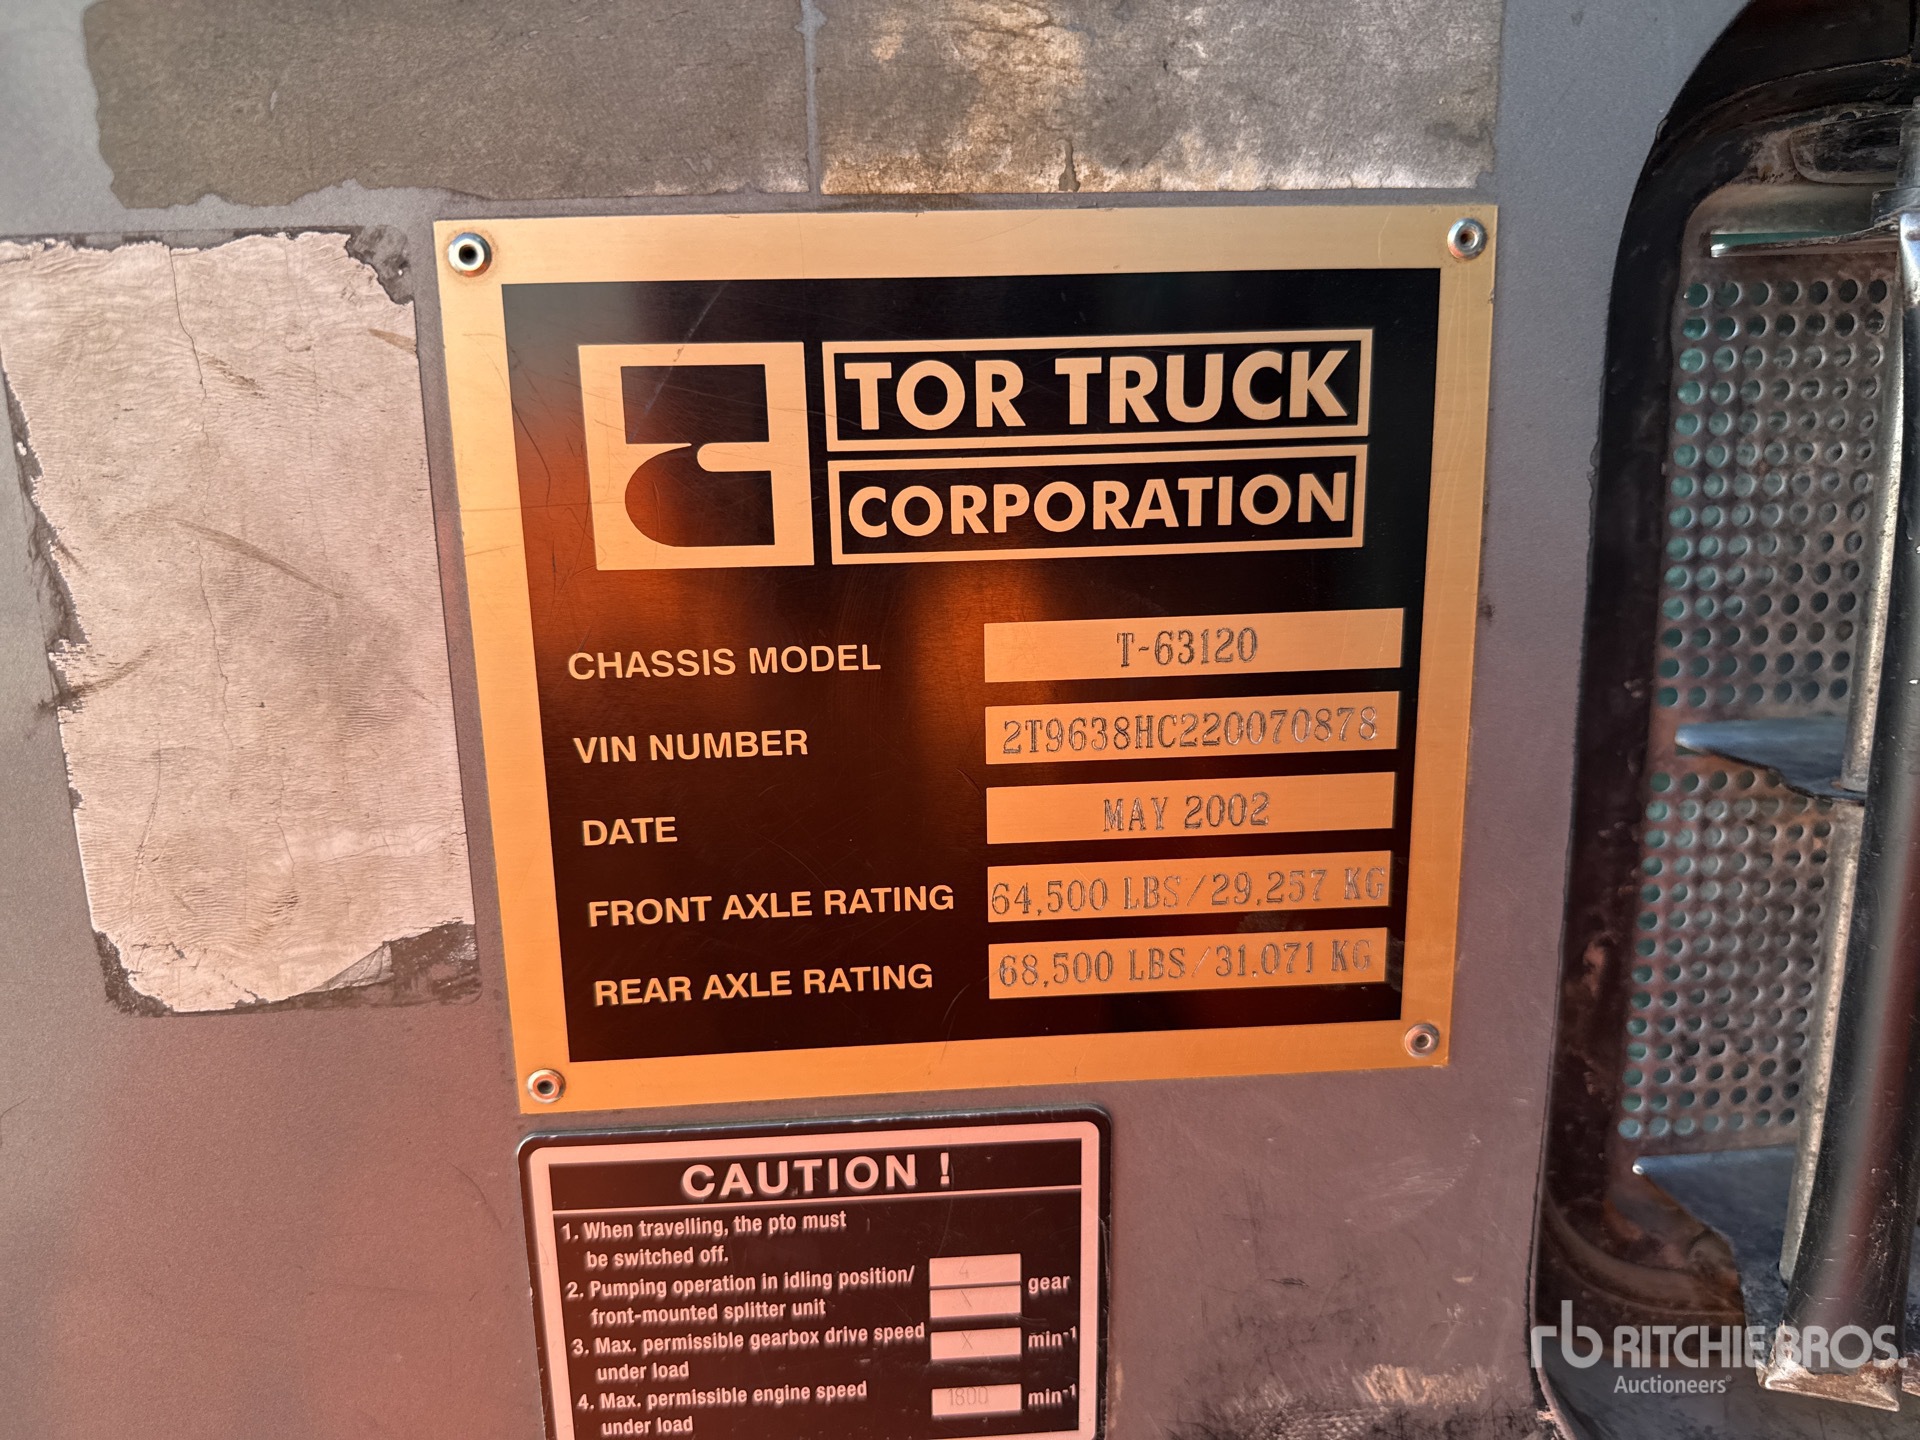 TOR TRUCK
CORPORATION
CHASSIS MODEL T-63120
VIN NUMBER 2T9638HC220070878
DATE MAY 2002
FRONT AXLE RATING 64,500 LBS/29,257 KG
REAR AXLE RATING 68,500 LBS/31,071 KG
CAUTION !
1. When travelling, the pto must
be switched off.
2. Pumping operation in idling position/ 4 gear
front-mounted splitter unit X
3. Max. permissible gearbox drive speed X min-1
under load
4. Max. permissible engine speed 1800 min-1
under load
rb RITCHIE BROS.
Auctioneers